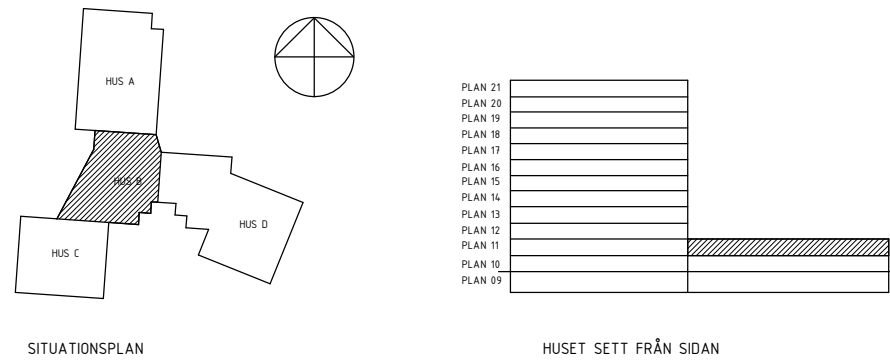 HUS A
HUS B
HUS C
HUS D
SITUATIONSPLAN
PLAN 21
PLAN 20
PLAN 19
PLAN 18
PLAN 17
PLAN 16
PLAN 15
PLAN 14
PLAN 13
PLAN 12
PLAN 11
PLAN 10
PLAN 09
HUSET SETT FRÅN SIDAN